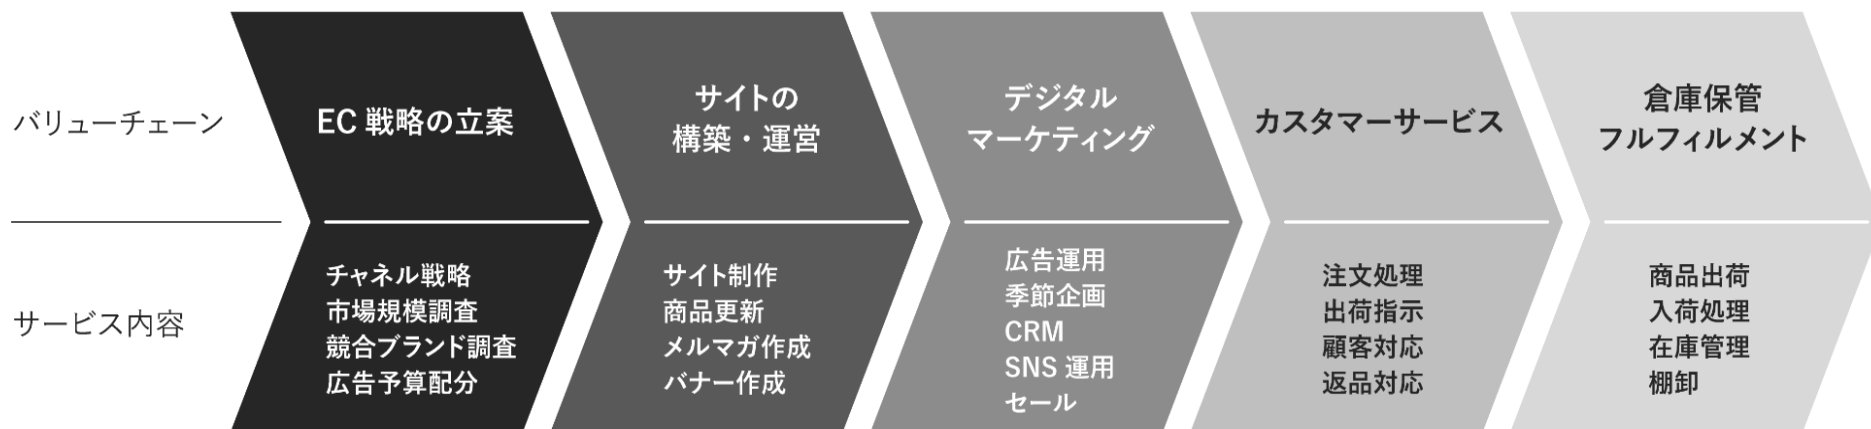 バリューチェーン
EC 戦略の立案
サイトの
構築・運営
デジタル
マーケティング
カスタマーサービス
倉庫保管
フルフィルメント
サービス内容
チャネル戦略
市場規模調査
競合ブランド調査
広告予算配分
サイト制作
商品更新
メルマガ作成
バナー作成
広告運用
季節企画
CRM
SNS 運用
セール
注文処理
出荷指示
顧客対応
返品対応
商品出荷
入荷処理
在庫管理
棚卸